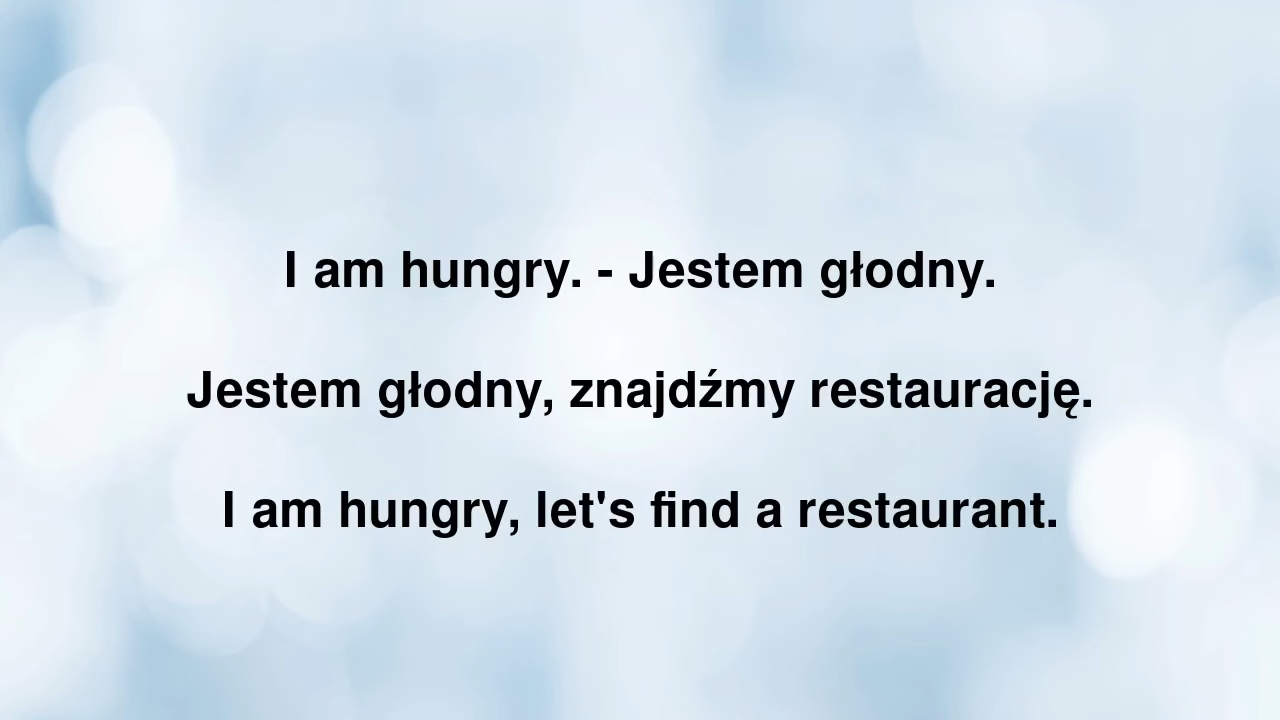 I am hungry. - Jestem głodny.
Jestem głodny, znajdźmy restaurację.
I am hungry, let's find a restaurant.